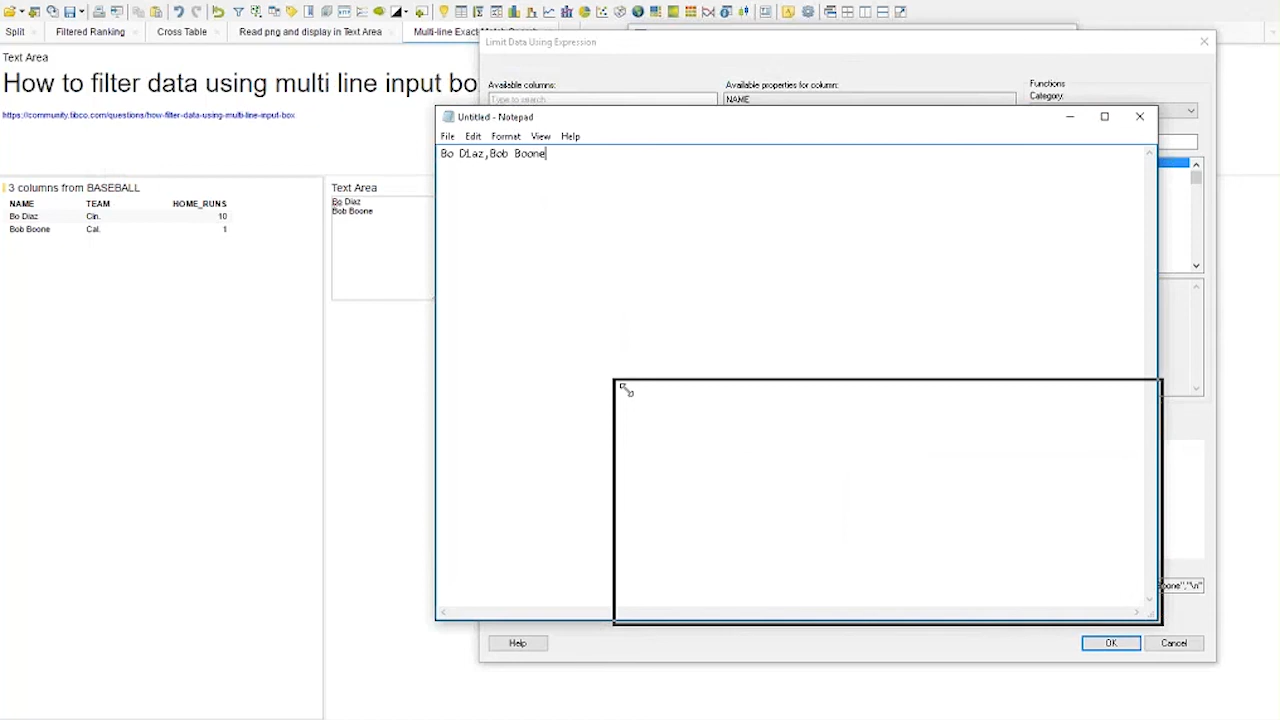 Split
Filtered Ranking
Cross Table
Read png and display in Text Area
Multi-line Exact
Limit Data Using Expression
Text Area
How to filter data using multi line input bo
https://community.tibco.com/questions/how-filter-data-using-multi-line-input-box
Available columns:
Available properties for column:
Functions
Category:
Type to search
NAME
Untitled - Notepad
File Edit Format View Help
Bo Diaz,Bob Boone
3 columns from BASEBALL
NAME TEAM HOME_RUNS
Bo Diaz Cin. 10
Bob Boone Cal. 1
Text Area
Bo Diaz
Bob Boone
oone","\n"
Help
OK
Cancel